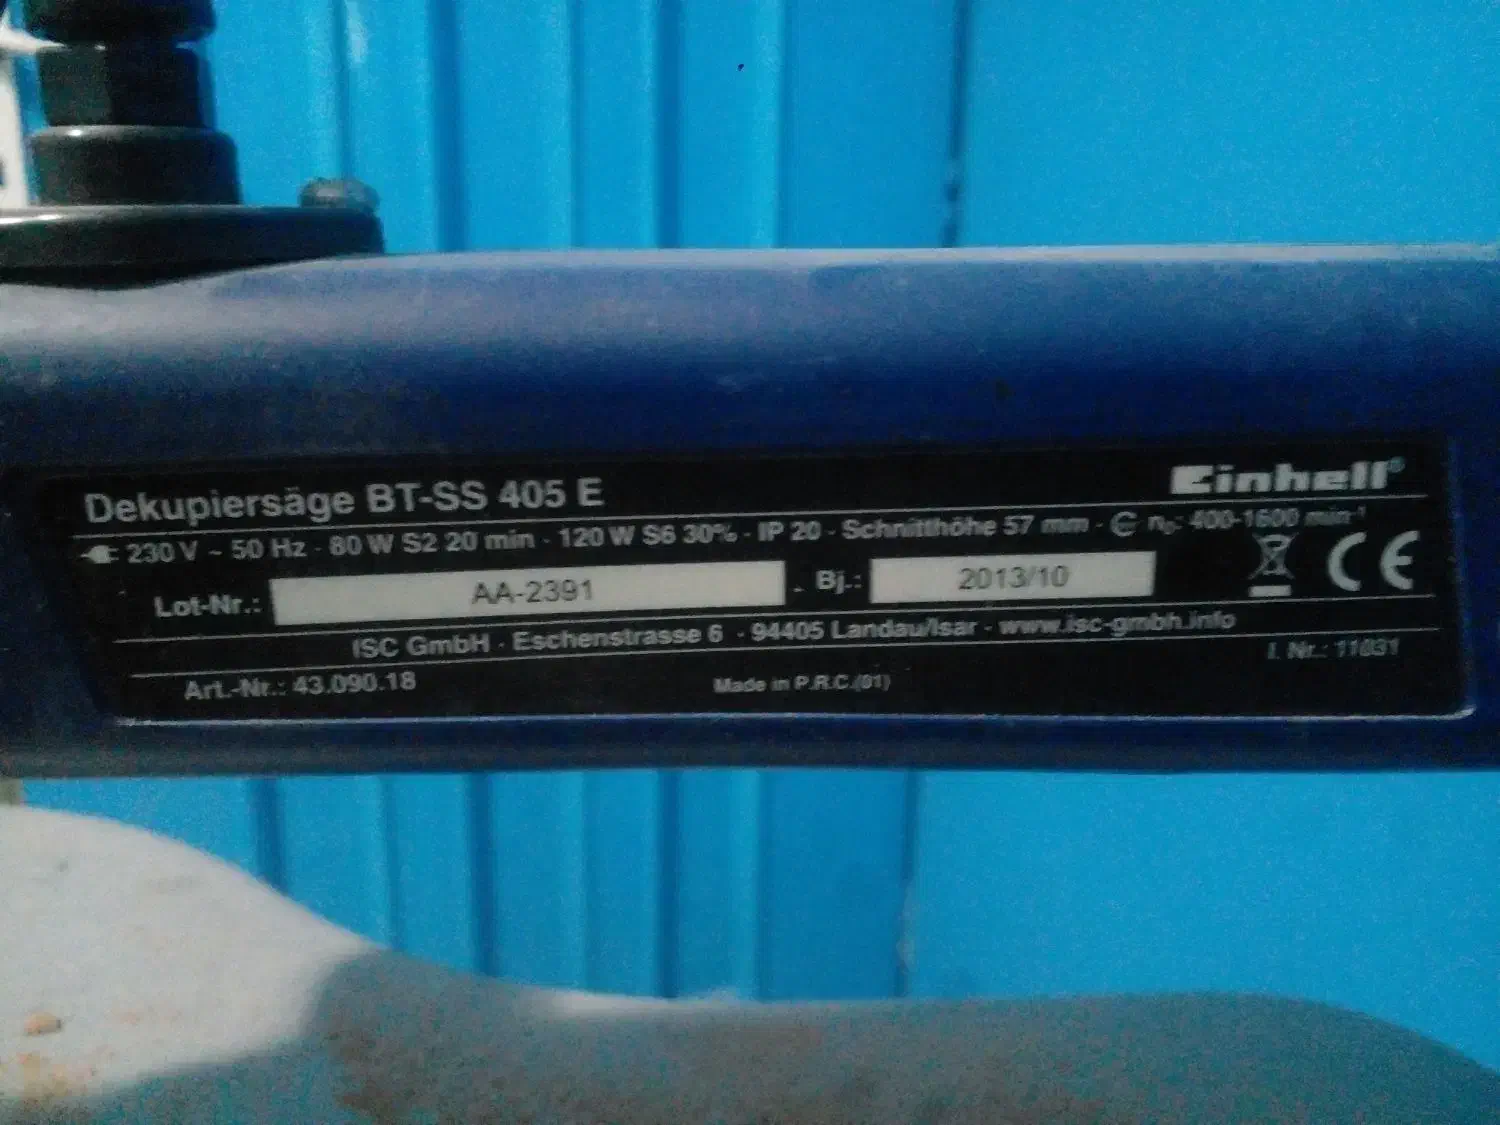 Dekupiersäge BT-SS 405 E
Einhell®
230 V ~ 50 Hz · 80 W S2 20 min · 120 W S6 30% · IP 20 · Schnitthöhe 57 mm · n₀: 400-1600 min⁻¹
Lot-Nr.: AA-2391 Bj.: 2013/10 CE
ISC GmbH · Eschenstrasse 6 · 94405 Landau/Isar · www.isc-gmbh.info
Art.-Nr.: 43.090.18 Made in P.R.C.(01) I. Nr.: 11031